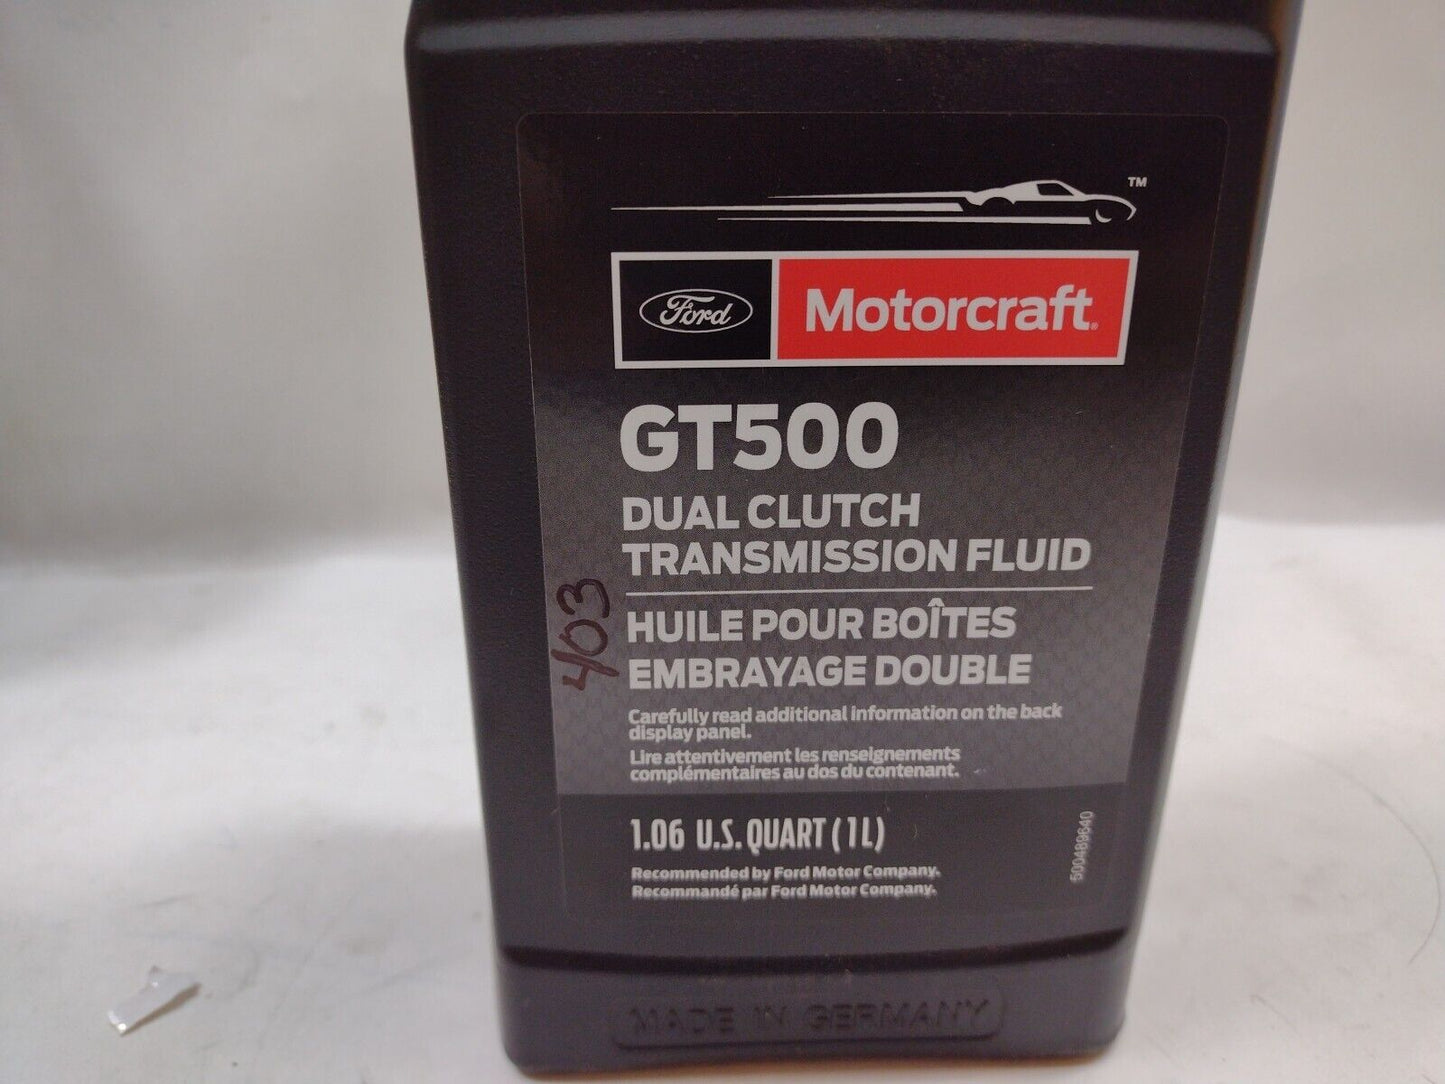 TM
Ford Motorcraft®
GT500
DUAL CLUTCH
TRANSMISSION FLUID
HUILE POUR BOÎTES
EMBRAYAGE DOUBLE
403
Carefully read additional information on the back
display panel.
Lire attentivement les renseignements
complémentaires au dos du contenant.
1.06 U.S. QUART (1L)
Recommended by Ford Motor Company.
Recommandé par Ford Motor Company.
500489640
MADE IN GERMANY